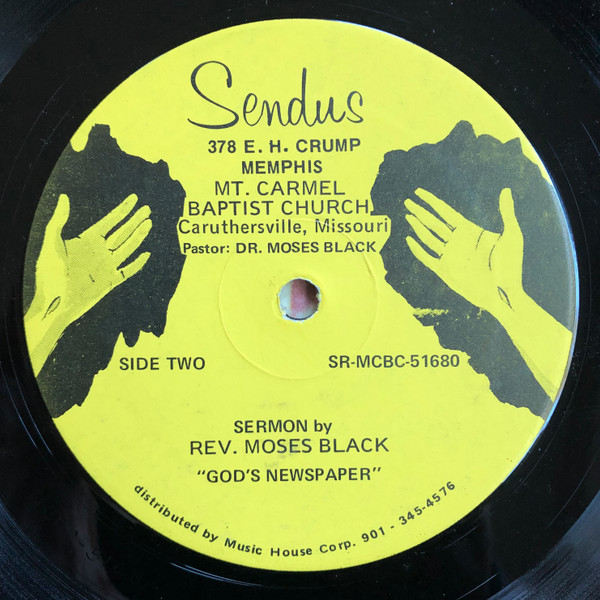 Sendus
378 E. H. CRUMP
MEMPHIS
MT. CARMEL
BAPTIST CHURCH
Caruthersville, Missouri
Pastor: DR. MOSES BLACK
SIDE TWO
SR-MCBC-51680
SERMON by
REV. MOSES BLACK
"GOD'S NEWSPAPER"
distributed by Music House Corp. 901 - 345-4576